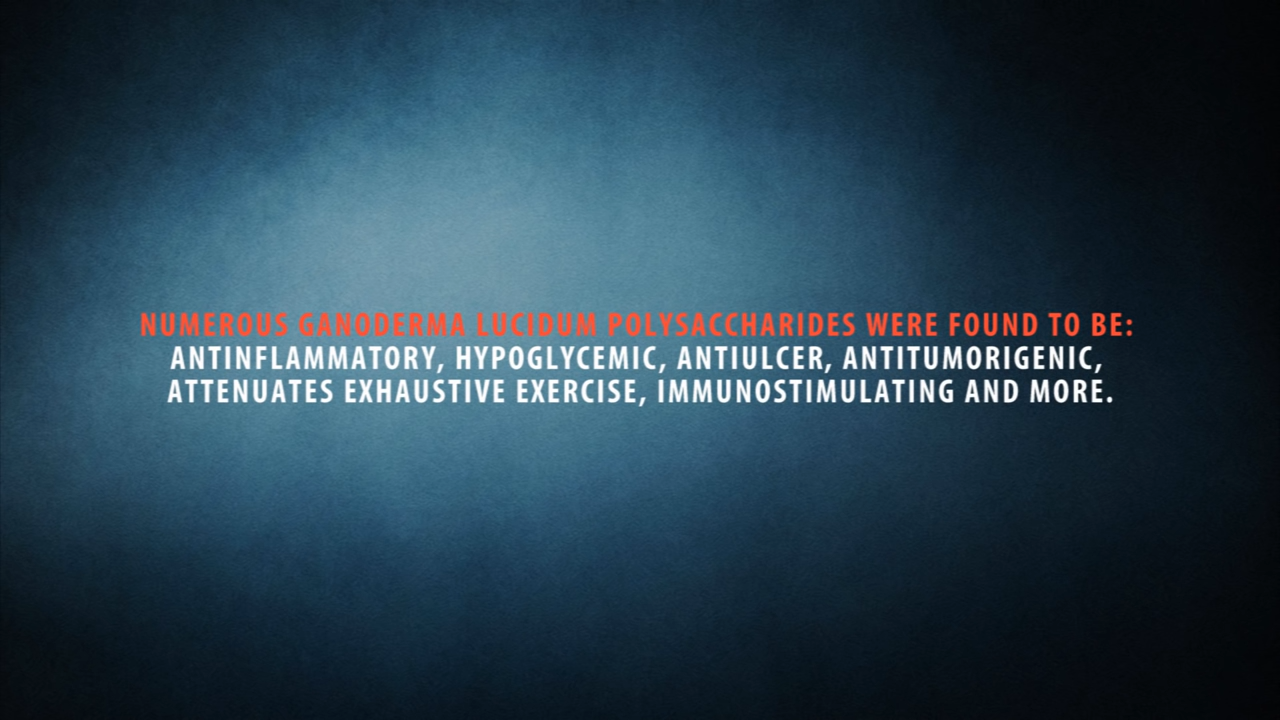 NUMEROUS GANODERMA LUCIDUM POLYSACCHARIDES WERE FOUND TO BE:
ANTINFLAMMATORY, HYPOGLYCEMIC, ANTIULCER, ANTITUMORIGENIC,
ATTENUATES EXHAUSTIVE EXERCISE, IMMUNOSTIMULATING AND MORE.